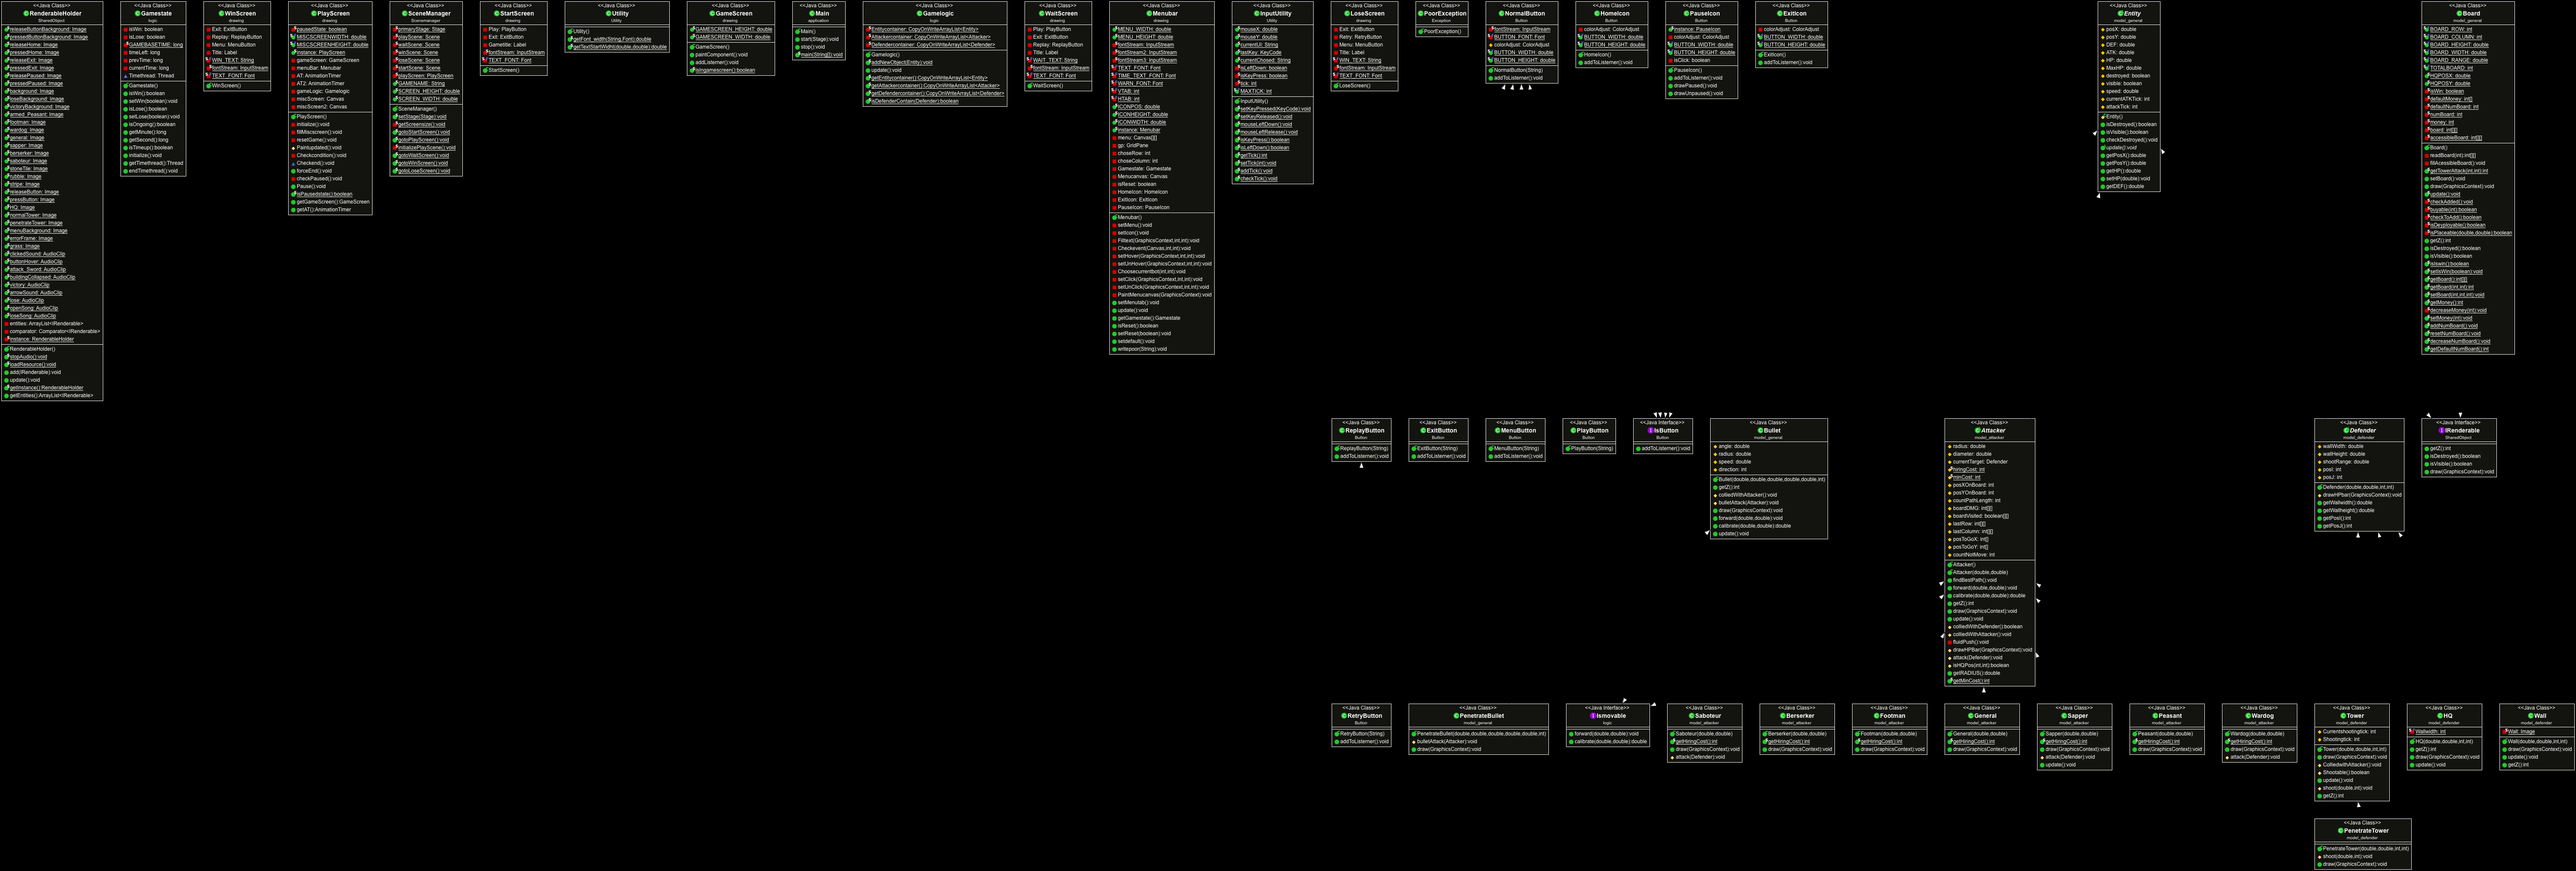 <<Java Class>>
RenderableHolder
SharedObject
releaseButtonBackground: Image
pressedButtonBackground: Image
releaseHome: Image
pressedHome: Image
releaseExit: Image
pressedExit: Image
releasePaused: Image
pressedPaused: Image
background: Image
loseBackground: Image
victoryBackground: Image
armed_Peasant: Image
footman: Image
wardog: Image
general: Image
sapper: Image
berserker: Image
saboteur: Image
stoneTile: Image
rubble: Image
stripe: Image
releaseButton: Image
pressButton: Image
HQ: Image
normalTower: Image
penetrateTower: Image
menuBackground: Image
errorFrame: Image
grass: Image
clickedSound: AudioClip
buttonHover: AudioClip
attack_Sword: AudioClip
buildingCollapsed: AudioClip
victory: AudioClip
arrowSound: AudioClip
lose: AudioClip
openSong: AudioClip
loseSong: AudioClip
entities: ArrayList<IRenderable>
comparator: Comparator<IRenderable>
instance: RenderableHolder
RenderableHolder()
stopAudio():void
loadResource():void
add(IRenderable):void
update():void
getInstance():RenderableHolder
getEntities():ArrayList<IRenderable>
<<Java Class>>
Gamestate
logic
isWin: boolean
isLose: boolean
GAMEBASETIME: long
timeLeft: long
prevTime: long
currentTime: long
Timethread: Thread
Gamestate()
isWin():boolean
setWin(boolean):void
isLose():boolean
setLose(boolean):void
isOngoing():boolean
getMinute():long
getSecond():long
isTimeup():boolean
initialize():void
getTimethread():Thread
endTimethread():void
<<Java Class>>
WinScreen
drawing
Exit: ExitButton
Replay: ReplayButton
Menu: MenuButton
Title: Label
WIN_TEXT: String
fontStream: InputStream
TEXT_FONT: Font
WinScreen()
<<Java Class>>
PlayScreen
drawing
pausedState: boolean
MISCSCREENWIDTH: double
MISCSCREENHEIGHT: double
instance: PlayScreen
gameScreen: GameScreen
menuBar: Menubar
AT: AnimationTimer
AT2: AnimationTimer
gameLogic: Gamelogic
miscScreen: Canvas
miscScreen2: Canvas
PlayScreen()
initialize():void
fillMiscscreen():void
resetGame():void
Paintupdated():void
Checkcondition():void
Checkend():void
forceEnd():void
checkPaused():void
Pause():void
isPausedstate():boolean
getGameScreen():GameScreen
getAT():AnimationTimer
<<Java Class>>
SceneManager
Scenemanager
primaryStage: Stage
playScene: Scene
waitScene: Scene
winScene: Scene
loseScene: Scene
startScene: Scene
playScreen: PlayScreen
GAMENAME: String
SCREEN_HEIGHT: double
SCREEN_WIDTH: double
SceneManager()
setStage(Stage):void
getScreensize():void
gotoStartScreen():void
gotoPlayScreen():void
initializePlayScene():void
gotoWaitScreen():void
gotoWinScreen():void
gotoLoseScreen():void
<<Java Class>>
StartScreen
drawing
Play: PlayButton
Exit: ExitButton
Gametitle: Label
fontStream: InputStream
TEXT_FONT: Font
StartScreen()
<<Java Class>>
Utility
Utility
Utility()
getFont_width(String,Font):double
getTextStartWidht(double,double):double
<<Java Class>>
GameScreen
drawing
GAMESCREEN_HEIGHT: double
GAMESCREEN_WIDTH: double
GameScreen()
paintComponent():void
addListerner():void
isIngamescreen():boolean
<<Java Class>>
Main
application
Main()
start(Stage):void
stop():void
main(String[]):void
<<Java Class>>
Gamelogic
logic
Entitycontainer: CopyOnWriteArrayList<Entity>
Attackercontainer: CopyOnWriteArrayList<Attacker>
Defendercontainer: CopyOnWriteArrayList<Defender>
Gamelogic()
addNewObject(Entity):void
update():void
getEntitycontainer():CopyOnWriteArrayList<Entity>
getAttackercontainer():CopyOnWriteArrayList<Attacker>
getDefendercontainer():CopyOnWriteArrayList<Defender>
isDefenderContain(Defender):boolean
<<Java Class>>
WaitScreen
drawing
Play: PlayButton
Exit: ExitButton
Replay: ReplayButton
Title: Label
WAIT_TEXT: String
fontStream: InputStream
TEXT_FONT: Font
WaitScreen()
<<Java Class>>
Menubar
drawing
MENU_WIDTH: double
MENU_HEIGHT: double
fontStream: InputStream
fontStream2: InputStream
fontStream3: InputStream
TEXT_FONT: Font
TIME_TEXT_FONT: Font
WARN_FONT: Font
VTAB: int
HTAB: int
ICONPOS: double
ICONHEIGHT: double
ICONWIDTH: double
instance: Menubar
menu: Canvas[][]
gp: GridPane
choseRow: int
choseColumn: int
Gamestate: Gamestate
Menucanvas: Canvas
isReset: boolean
HomeIcon: HomeIcon
ExitIcon: ExitIcon
PauseIcon: PauseIcon
Menubar()
setMenu():void
setIcon():void
Filltext(GraphicsContext,int,int):void
Checkevent(Canvas,int,int):void
setHover(GraphicsContext,int,int):void
setUnHover(GraphicsContext,int,int):void
Choosecurrentbot(int,int):void
setClick(GraphicsContext,int,int):void
setUnClick(GraphicsContext,int,int):void
PaintMenucanvas(GraphicsContext):void
setMenutab():void
update():void
getGamestate():Gamestate
isReset():boolean
setReset(boolean):void
setdefault():void
writepoor(String):void
<<Java Class>>
InputUtility
Utility
mouseX: double
mouseY: double
currentUI: String
lastKey: KeyCode
currentChosed: String
isLeftDown: boolean
isKeyPress: boolean
tick: int
MAXTICK: int
InputUtility()
setKeyPressed(KeyCode):void
setKeyReleased():void
mouseLeftDown():void
mouseLeftRelease():void
isKeyPress():boolean
isLeftDown():boolean
getTick():int
setTick(int):void
addTick():void
checkTick():void
<<Java Class>>
LoseScreen
drawing
Exit: ExitButton
Retry: RetryButton
Menu: MenuButton
Title: Label
WIN_TEXT: String
fontStream: InputStream
TEXT_FONT: Font
LoseScreen()
<<Java Class>>
PoorException
Exception
PoorException()
<<Java Class>>
NormalButton
Button
fontStream: InputStream
BUTTON_FONT: Font
colorAdjust: ColorAdjust
BUTTON_WIDTH: double
BUTTON_HEIGHT: double
NormalButton(String)
addToListerner():void
<<Java Class>>
HomeIcon
Button
colorAdjust: ColorAdjust
BUTTON_WIDTH: double
BUTTON_HEIGHT: double
HomeIcon()
addToListerner():void
<<Java Class>>
PauseIcon
Button
instance: PauseIcon
colorAdjust: ColorAdjust
BUTTON_WIDTH: double
BUTTON_HEIGHT: double
isClick: boolean
PauseIcon()
addToListerner():void
drawPaused():void
drawUnpaused():void
<<Java Class>>
ExitIcon
Button
colorAdjust: ColorAdjust
BUTTON_WIDTH: double
BUTTON_HEIGHT: double
ExitIcon()
addToListerner():void
<<Java Class>>
Entity
model_general
posX: double
posY: double
DEF: double
HP: double
MaxHP: double
ATK: double
destroyed: boolean
visible: boolean
speed: double
currentATKTick: int
attackTick: int
Entity()
isDestroyed():boolean
isVisible():boolean
checkDestroyed():void
update():void
getPosX():double
getPosY():double
getHP():double
setHP(double):void
getDEF():double
<<Java Class>>
Board
model_general
BOARD_ROW: int
BOARD_COLUMN: int
BOARD_HEIGHT: double
BOARD_WIDTH: double
BOARD_RANGE: double
TOTALBOARD: int
HQPOSX: double
HQPOSY: double
isWin: boolean
defautMoney: int[]
defaultNumBoard: int
numBoard: int
money: int
board: int[][]
accessibleBoard: int[][]
Board()
readBoard(int):int[][]
fillAccessibleBoard():void
getTowerAttack(int,int):int
setBoard():void
draw(GraphicsContext):void
update():void
checkAdded():void
buyable(int):boolean
checkToAdd():boolean
isDeyployable():boolean
isPlaceable(double,double):boolean
getZ():int
isDestroyed():boolean
isVisible():boolean
isIswin():boolean
setIsWin(boolean):void
getBoard():int[][]
getBoard(int,int):int
setBoard(int,int,int):void
getMoney():int
decreaseMoney(int):void
setMoney(int):void
addNumBoard():void
resetNumBoard():void
decreaseNumBoard():void
getDefaultNumBoard():int
<<Java Class>>
ReplayButton
Button
ReplayButton(String)
addToListerner():void
<<Java Class>>
ExitButton
Button
ExitButton(String)
addToListerner():void
<<Java Class>>
MenuButton
Button
MenuButton(String)
addToListerner():void
<<Java Class>>
PlayButton
Button
PlayButton(String)
<<Java Interface>>
IsButton
Button
addToListerner():void
<<Java Class>>
Bullet
model_general
angle: double
radius: double
speed: double
direction: int
Bullet(double,double,double,double,double,int)
getZ():int
colliedWithAttacker():void
bulletAttack(Attacker):void
draw(GraphicsContext):void
forward(double,double):void
calibrate(double,double):double
update():void
<<Java Class>>
Attacker
model_attacker
radius: double
diameter: double
currentTarget: Defender
hiringCost: int
minCost: int
posXOnBoard: int
posYOnBoard: int
countPathLength: int
boardDMG: int[][]
boardVisited: boolean[][]
lastRow: int[][]
lastColumn: int[][]
posToGoX: int[]
posToGoY: int[]
countNotMove: int
Attacker()
Attacker(double,double)
findBestPath():void
forward(double,double):void
calibrate(double,double):double
getZ():int
draw(GraphicsContext):void
update():void
colliedWithDefender():boolean
colliedWithAttacker():void
fluidPush():void
drawHPBar(GraphicsContext):void
attack(Defender):void
isHQPos(int,int):boolean
getRADIUS():double
getMinCost():int
<<Java Class>>
Defender
model_defender
wallWidth: double
wallHeight: double
shootRange: double
posI: int
posJ: int
Defender(double,double,int,int)
drawHPbar(GraphicsContext):void
getWallwidth():double
getWallheight():double
getPosI():int
getPosJ():int
<<Java Interface>>
IRenderable
SharedObject
getZ():int
isDestroyed():boolean
isVisible():boolean
draw(GraphicsContext):void
<<Java Class>>
RetryButton
Button
RetryButton(String)
addToListerner():void
<<Java Class>>
PenetrateBullet
model_general
PenetrateBullet(double,double,double,double,double,int)
bulletAttack(Attacker):void
draw(GraphicsContext):void
<<Java Interface>>
Ismovable
logic
forward(double,double):void
calibrate(double,double):double
<<Java Class>>
Saboteur
model_attacker
Saboteur(double,double)
getHiringCost():int
draw(GraphicsContext):void
attack(Defender):void
<<Java Class>>
Berserker
model_attacker
Berserker(double,double)
getHiringCost():int
draw(GraphicsContext):void
<<Java Class>>
Footman
model_attacker
Footman(double,double)
getHiringCost():int
draw(GraphicsContext):void
<<Java Class>>
General
model_attacker
General(double,double)
getHiringCost():int
draw(GraphicsContext):void
<<Java Class>>
Sapper
model_attacker
Sapper(double,double)
getHiringCost():int
draw(GraphicsContext):void
attack(Defender):void
update():void
<<Java Class>>
Peasant
model_attacker
Peasant(double,double)
getHiringCost():int
draw(GraphicsContext):void
<<Java Class>>
Wardog
model_attacker
Wardog(double,double)
getHiringCost():int
draw(GraphicsContext):void
attack(Defender):void
<<Java Class>>
Tower
model_defender
Currentshootingtick: int
Shootingtick: int
Tower(double,double,int,int)
draw(GraphicsContext):void
ColliedwithAttacker():void
Shootable():boolean
update():void
shoot(double,int):void
getZ():int
<<Java Class>>
HQ
model_defender
Wallwidth: int
HQ(double,double,int,int)
getZ():int
draw(GraphicsContext):void
update():void
<<Java Class>>
Wall
model_defender
Wall: Image
Wall(double,double,int,int)
draw(GraphicsContext):void
update():void
getZ():int
<<Java Class>>
PenetrateTower
model_defender
PenetrateTower(double,double,int,int)
shoot(double,int):void
draw(GraphicsContext):void